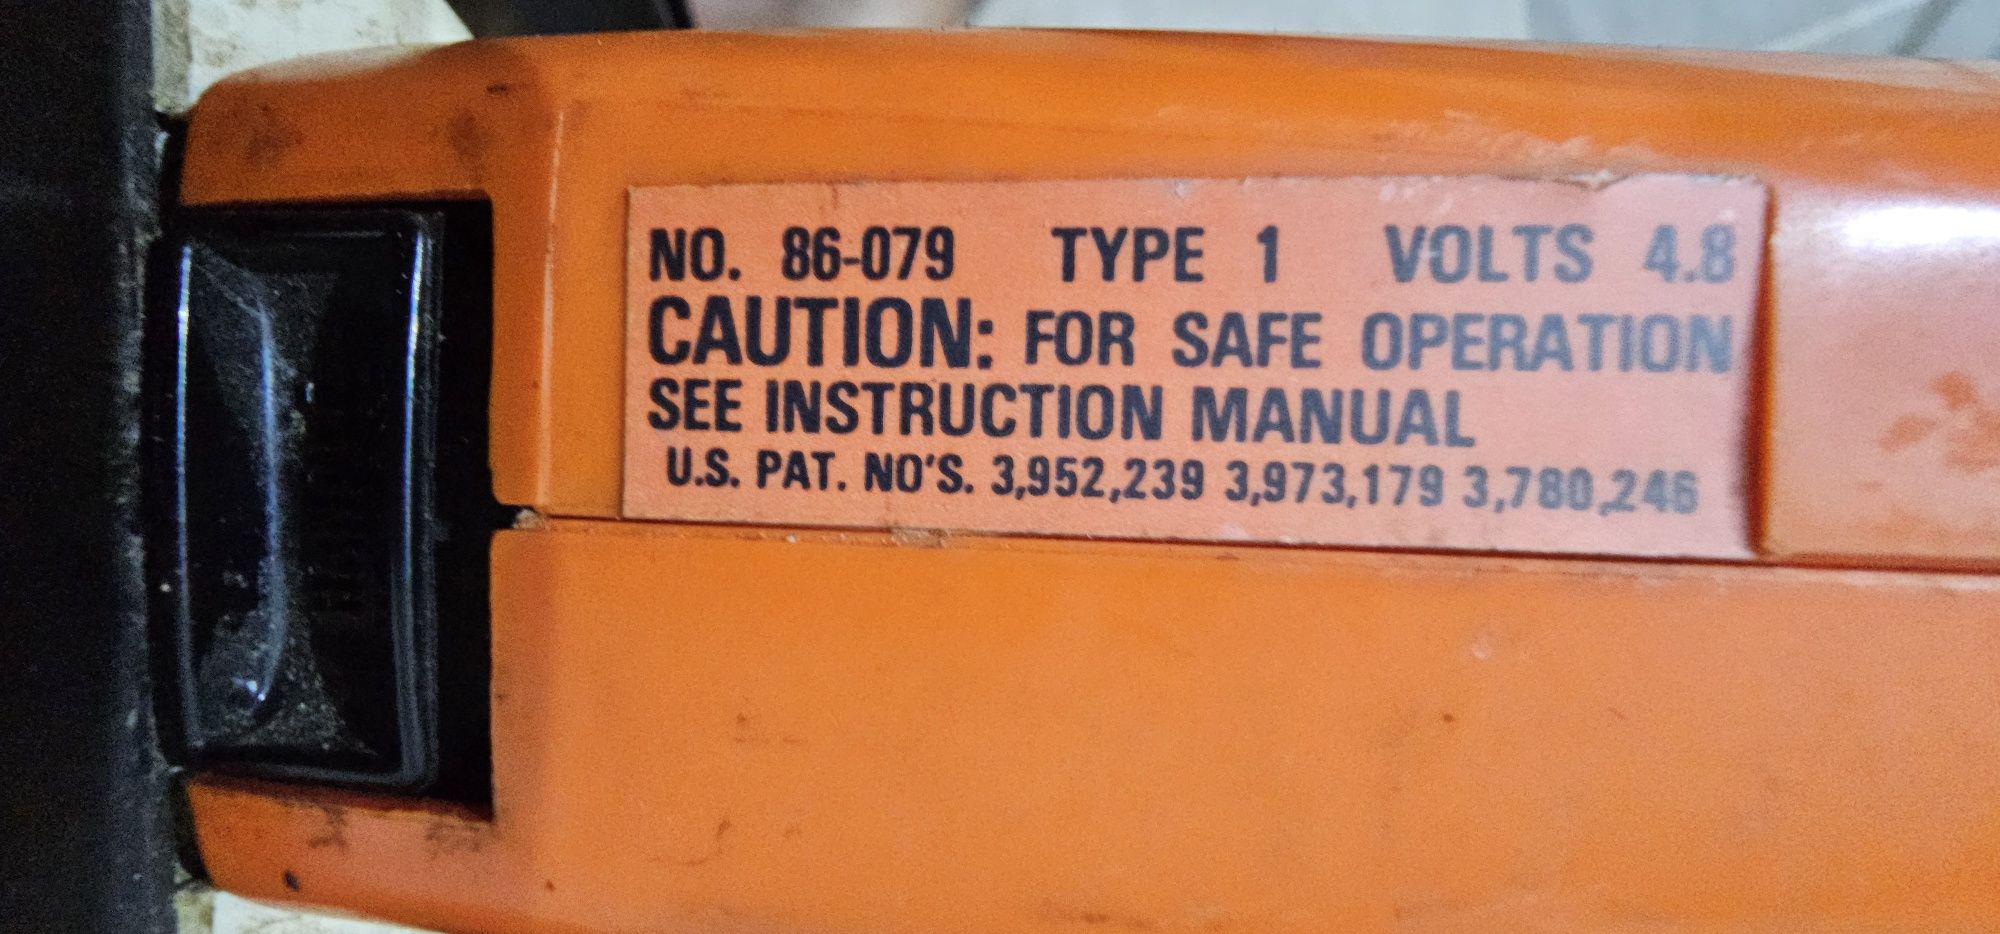 NO. 86-079 TYPE 1 VOLTS 4.8
CAUTION: FOR SAFE OPERATION
SEE INSTRUCTION MANUAL
U.S. PAT. NO'S. 3,952,239 3,973,179 3,780,246